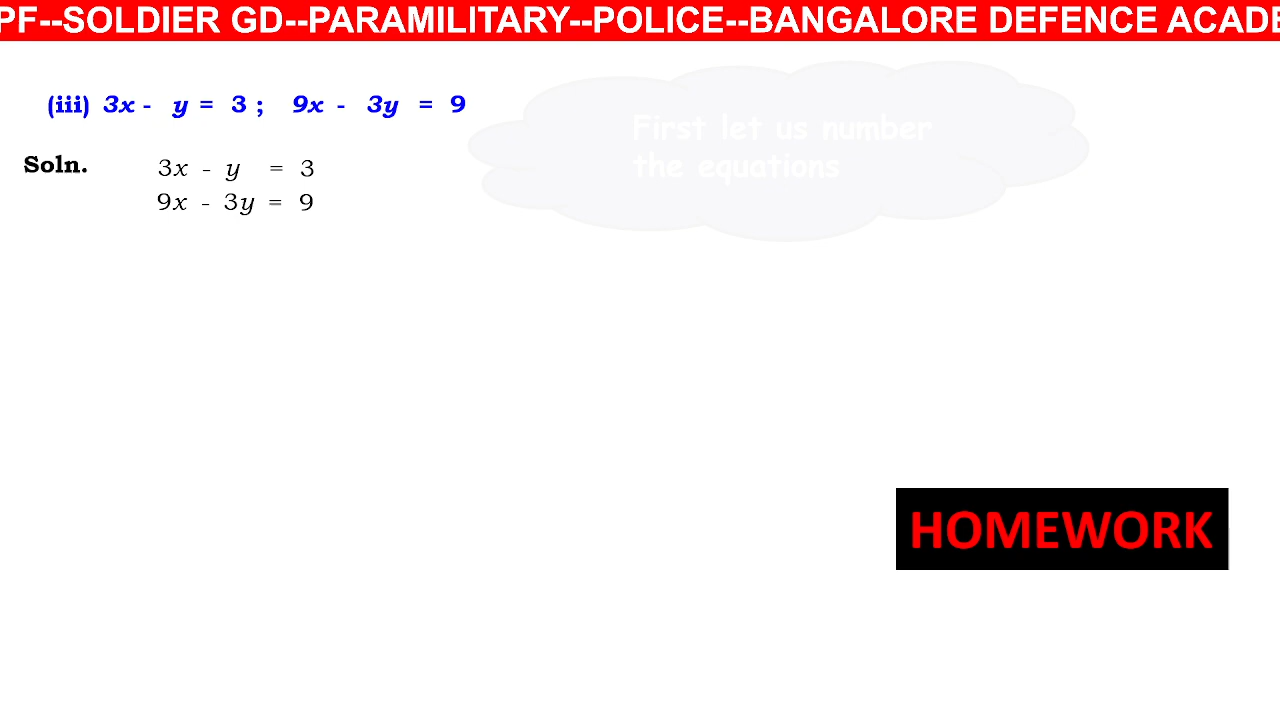 PF--SOLDIER GD--PARAMILITARY--POLICE--BANGALORE DEFENCE ACADE
(iii) 3x - y = 3 ; 9x - 3y = 9
First let us number
the equations
Soln. 3x - y = 3
9x - 3y = 9
HOMEWORK